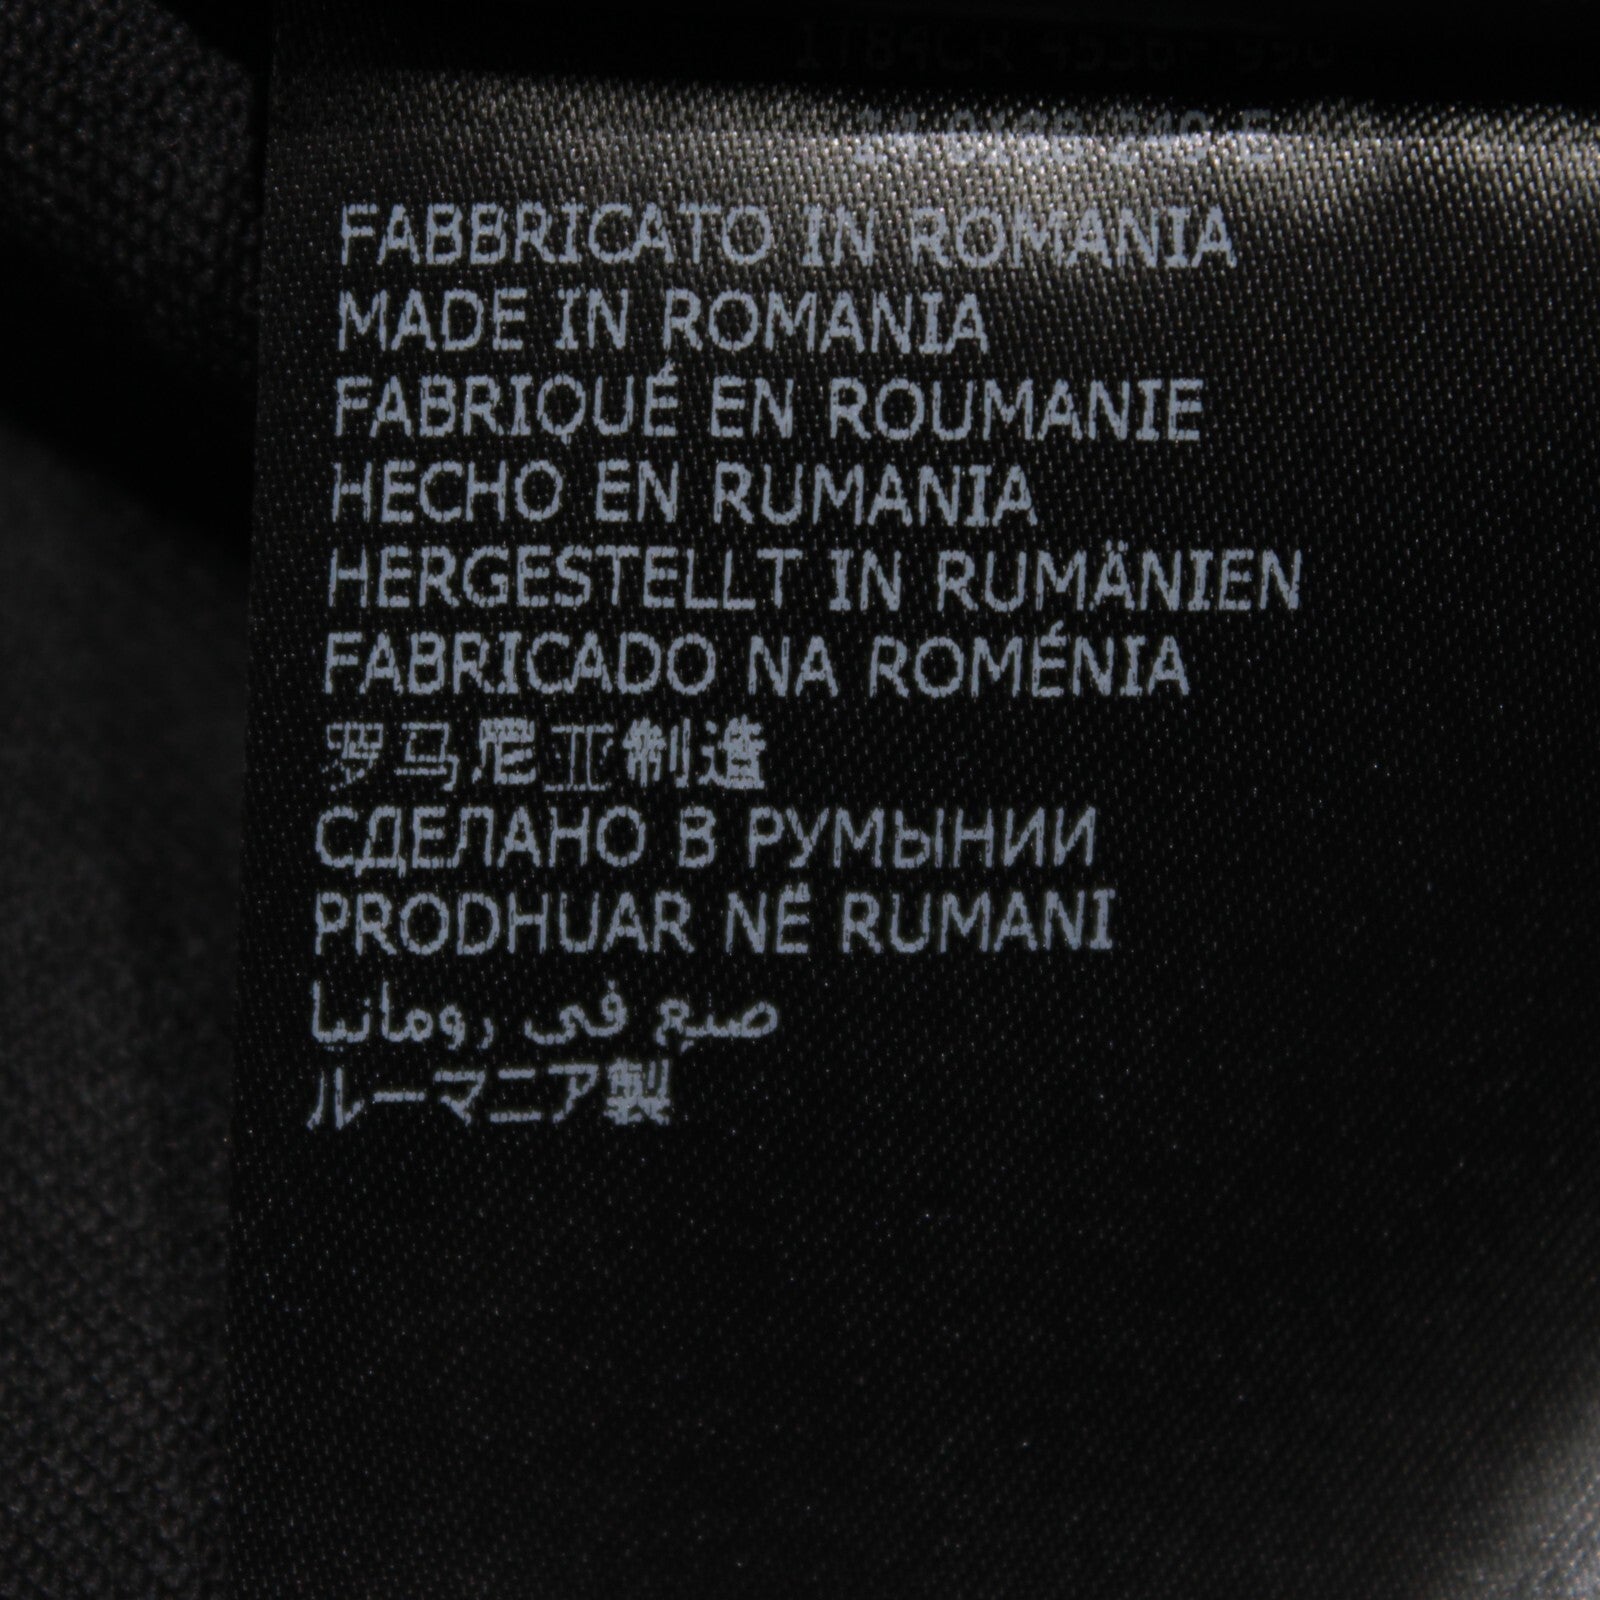 FABBRICATO IN ROMANIA
MADE IN ROMANIA
FABRIQUÉ EN ROUMANIE
HECHO EN RUMANIA
HERGESTELLT IN RUMÄNIEN
FABRICADO NA ROMÉNIA
罗马尼亚制造
СДЕЛАНО В РУМЫНИИ
PRODHUAR NË RUMANI
صنع في رومانيا
ルーマニア製